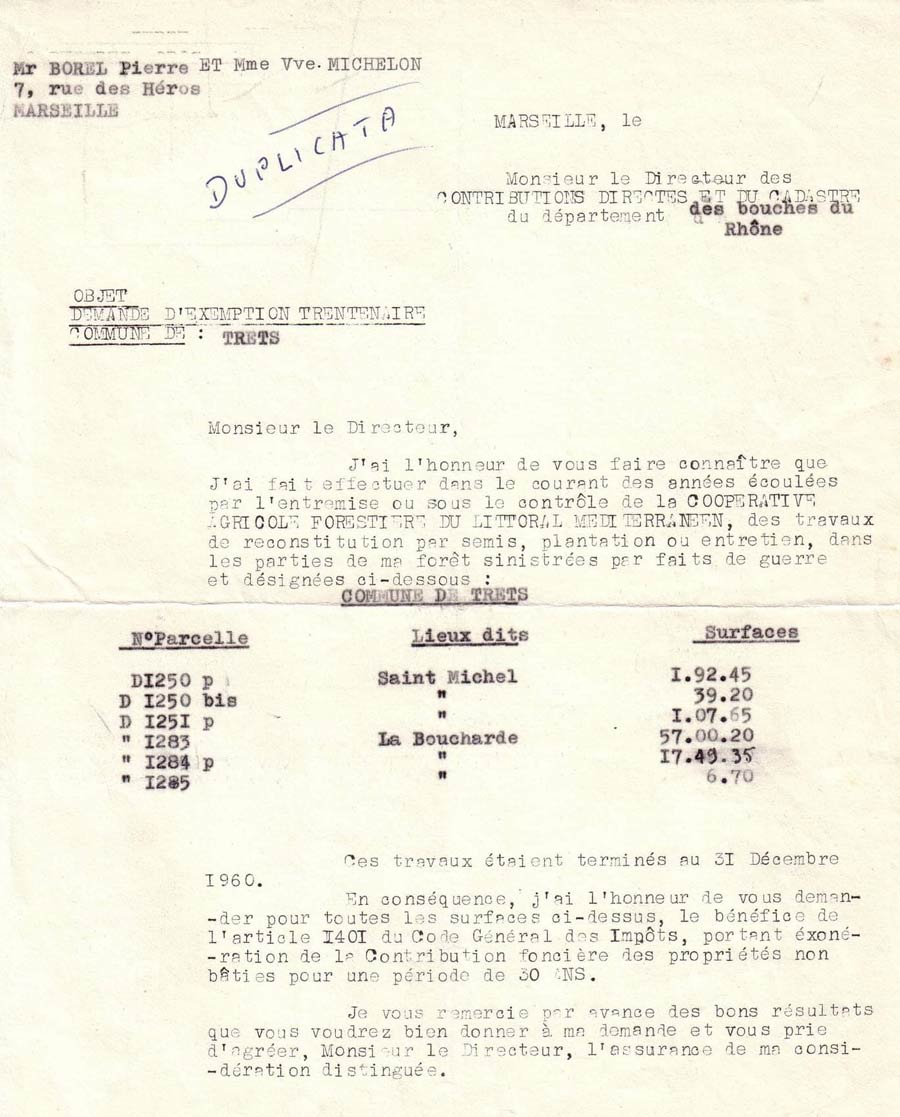 Mr BOREL Pierre ET Mme Vve. MICHELON
7, rue des Héros
MARSEILLE
DUPLICATA
MARSEILLE, le
Monsieur le Directeur des
CONTRIBUTIONS DIRECTES ET DU CADASTRE
du département des bouches du
Rhône
OBJET
DEMANDE D'EXEMPTION TRENTENAIRE
COMMUNE DE : TRETS
Monsieur le Directeur,
J'ai l'honneur de vous faire connaître que
J'ai fait effectuer dans le courant des années écoulées
par l'entremise ou sous le contrôle de la COOPERATIVE
AGRICOLE FORESTIERE DU LITTORAL MEDITERRANEEN, des travaux
de reconstitution par semis, plantation ou entretien, dans
les parties de ma forêt sinistrées par faits de guerre
et désignées ci-dessous :
COMMUNE DE TRETS
N°Parcelle Lieux dits Surfaces
DI250 p Saint Michel I.92.45
D I250 bis " 39.20
D I25I p " I.07.65
" I283 La Boucharde 57.00.20
" I284 p " I7.49.35
" I285 " 6.70
Ces travaux étaient terminés au 3I Décembre
I960.
En conséquence, j'ai l'honneur de vous deman-
-der pour toutes les surfaces ci-dessus, le bénéfice de
l'article I40I du Code Général des Impôts, portant éxoné-
-ration de la Contribution foncière des propriétés non
bâties pour une période de 30 ANS.
Je vous remercie par avance des bons résultats
que vous voudrez bien donner à ma demande et vous prie
d'agréer, Monsieur le Directeur, l'assurance de ma consi-
-dération distinguée.